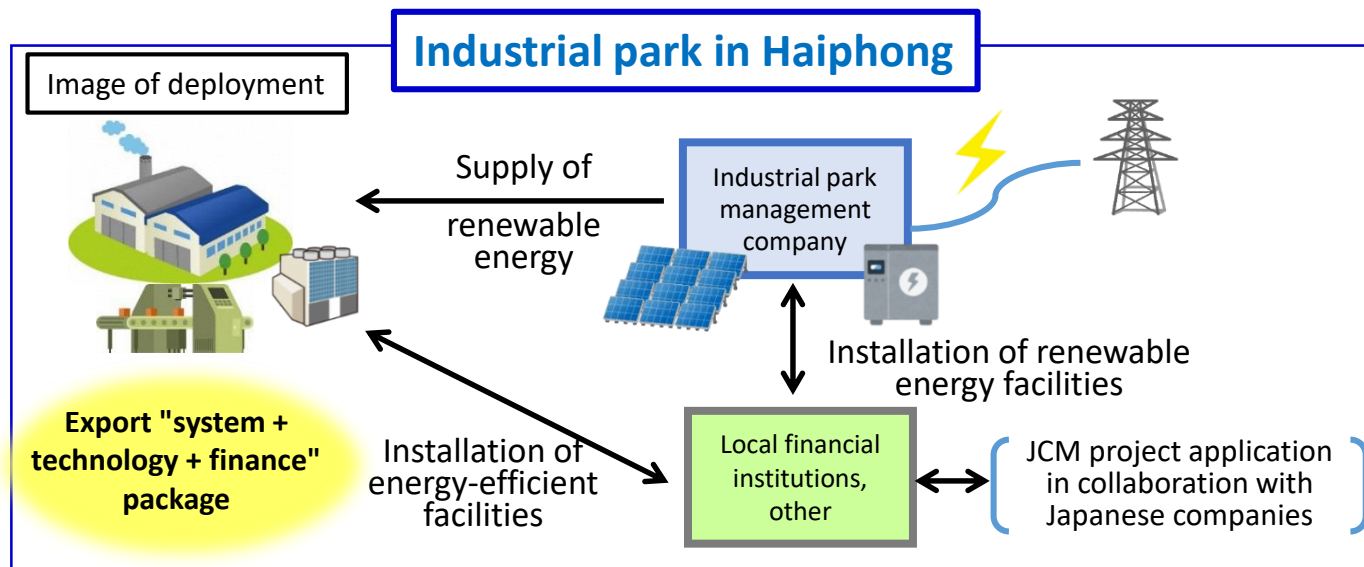 Industrial park in Haiphong
Image of deployment
Supply of
renewable
energy
Industrial park
management
company
Installation of renewable
energy facilities
Export "system +
technology + finance"
package
Installation of
energy-efficient
facilities
Local financial
institutions,
other
JCM project application
in collaboration with
Japanese companies